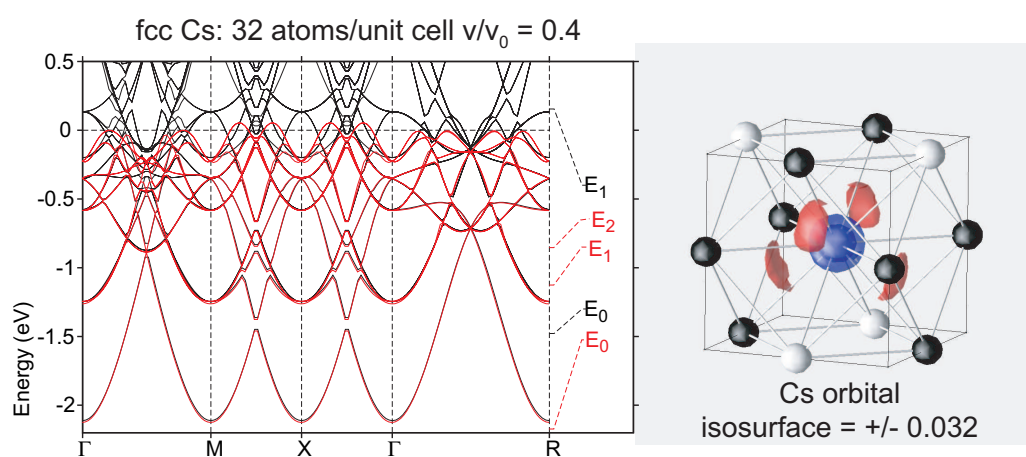 fcc Cs: 32 atoms/unit cell v/v₀ = 0.4
Energy (eV)
0.5
0
-0.5
-1
-1.5
-2
Γ
M
X
Γ
R
E₁
E₂
E₁
E₀
E₀
Cs orbital
isosurface = +/- 0.032